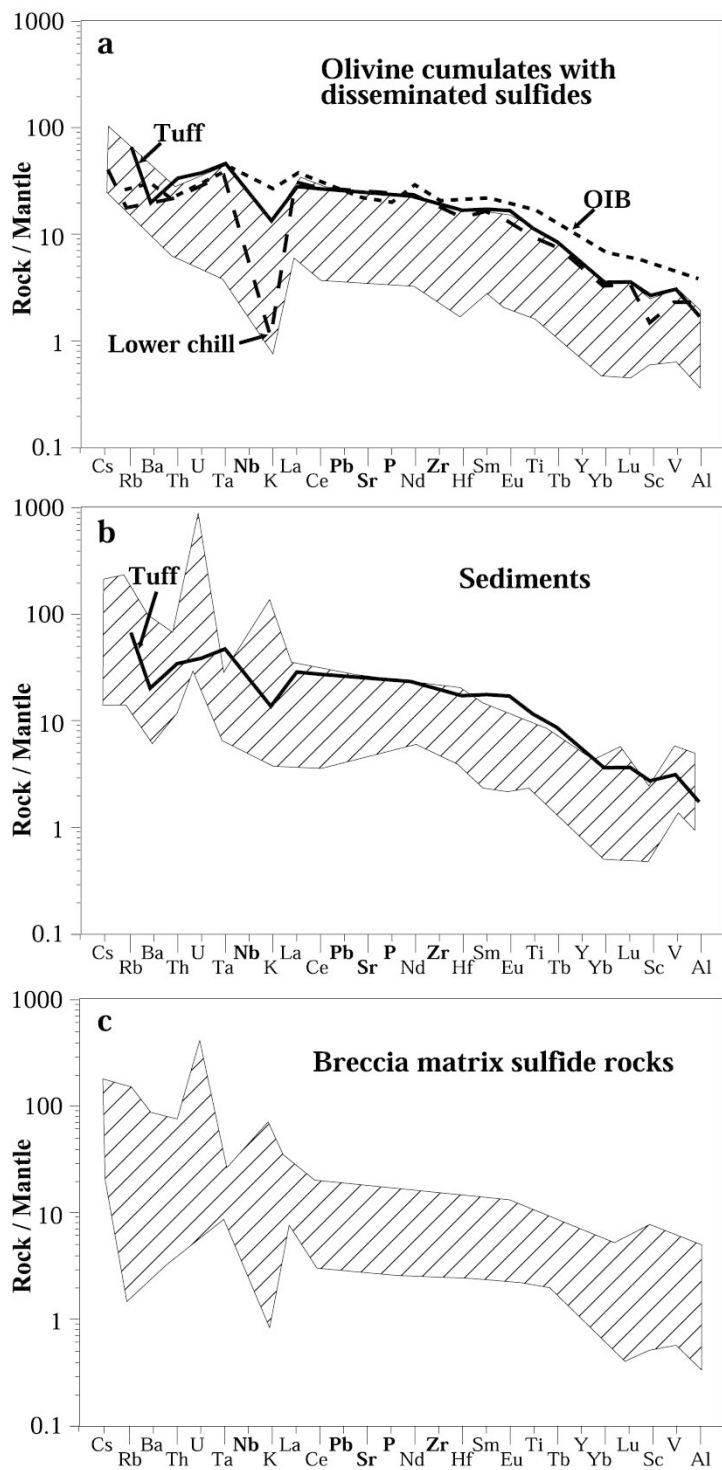 1000
a
Olivine cumulates with
disseminated sulfides
100
Tuff
OIB
10
Rock / Mantle
1
Lower chill
0.1
Cs Ba U Nb La Pb P Zr Sm Ti Y Lu V
Rb Th Ta K Ce Sr Nd Hf Eu Tb Yb Sc Al
1000
b
Tuff
Sediments
100
Rock / Mantle
10
1
0.1
Cs Ba U Nb La Pb P Zr Sm Ti Y Lu V
Rb Th Ta K Ce Sr Nd Hf Eu Tb Yb Sc Al
1000
c
Breccia matrix sulfide rocks
100
Rock / Mantle
10
1
0.1
Cs Ba U Nb La Pb P Zr Sm Ti Y Lu V
Rb Th Ta K Ce Sr Nd Hf Eu Tb Yb Sc Al